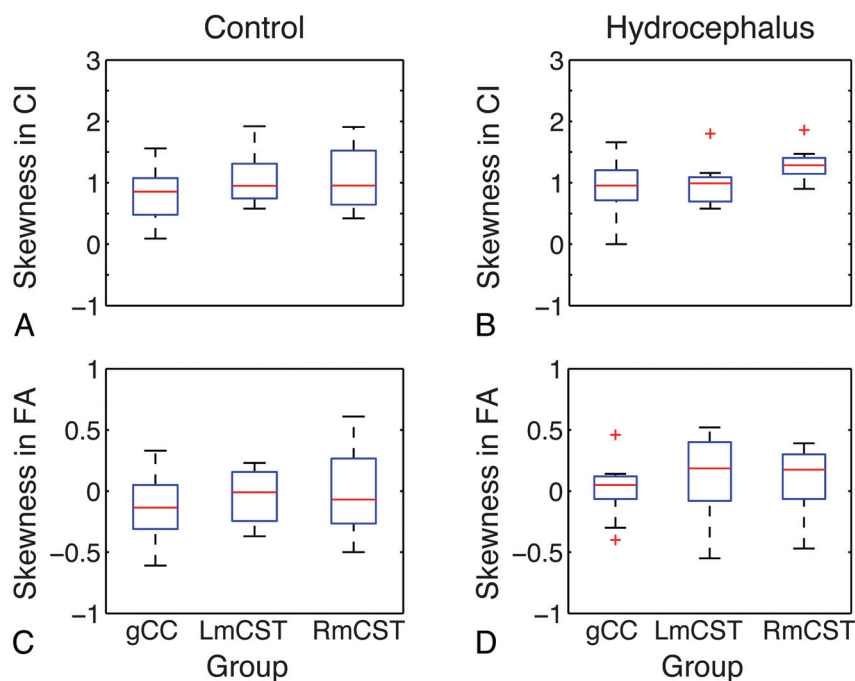 Control
Hydrocephalus
Skewness in CI
3
2
1
0
−1
A
Skewness in CI
3
2
1
0
−1
B
Skewness in FA
1
0.5
0
−0.5
−1
C
gCC LmCST RmCST
Group
Skewness in FA
1
0.5
0
−0.5
−1
D
gCC LmCST RmCST
Group